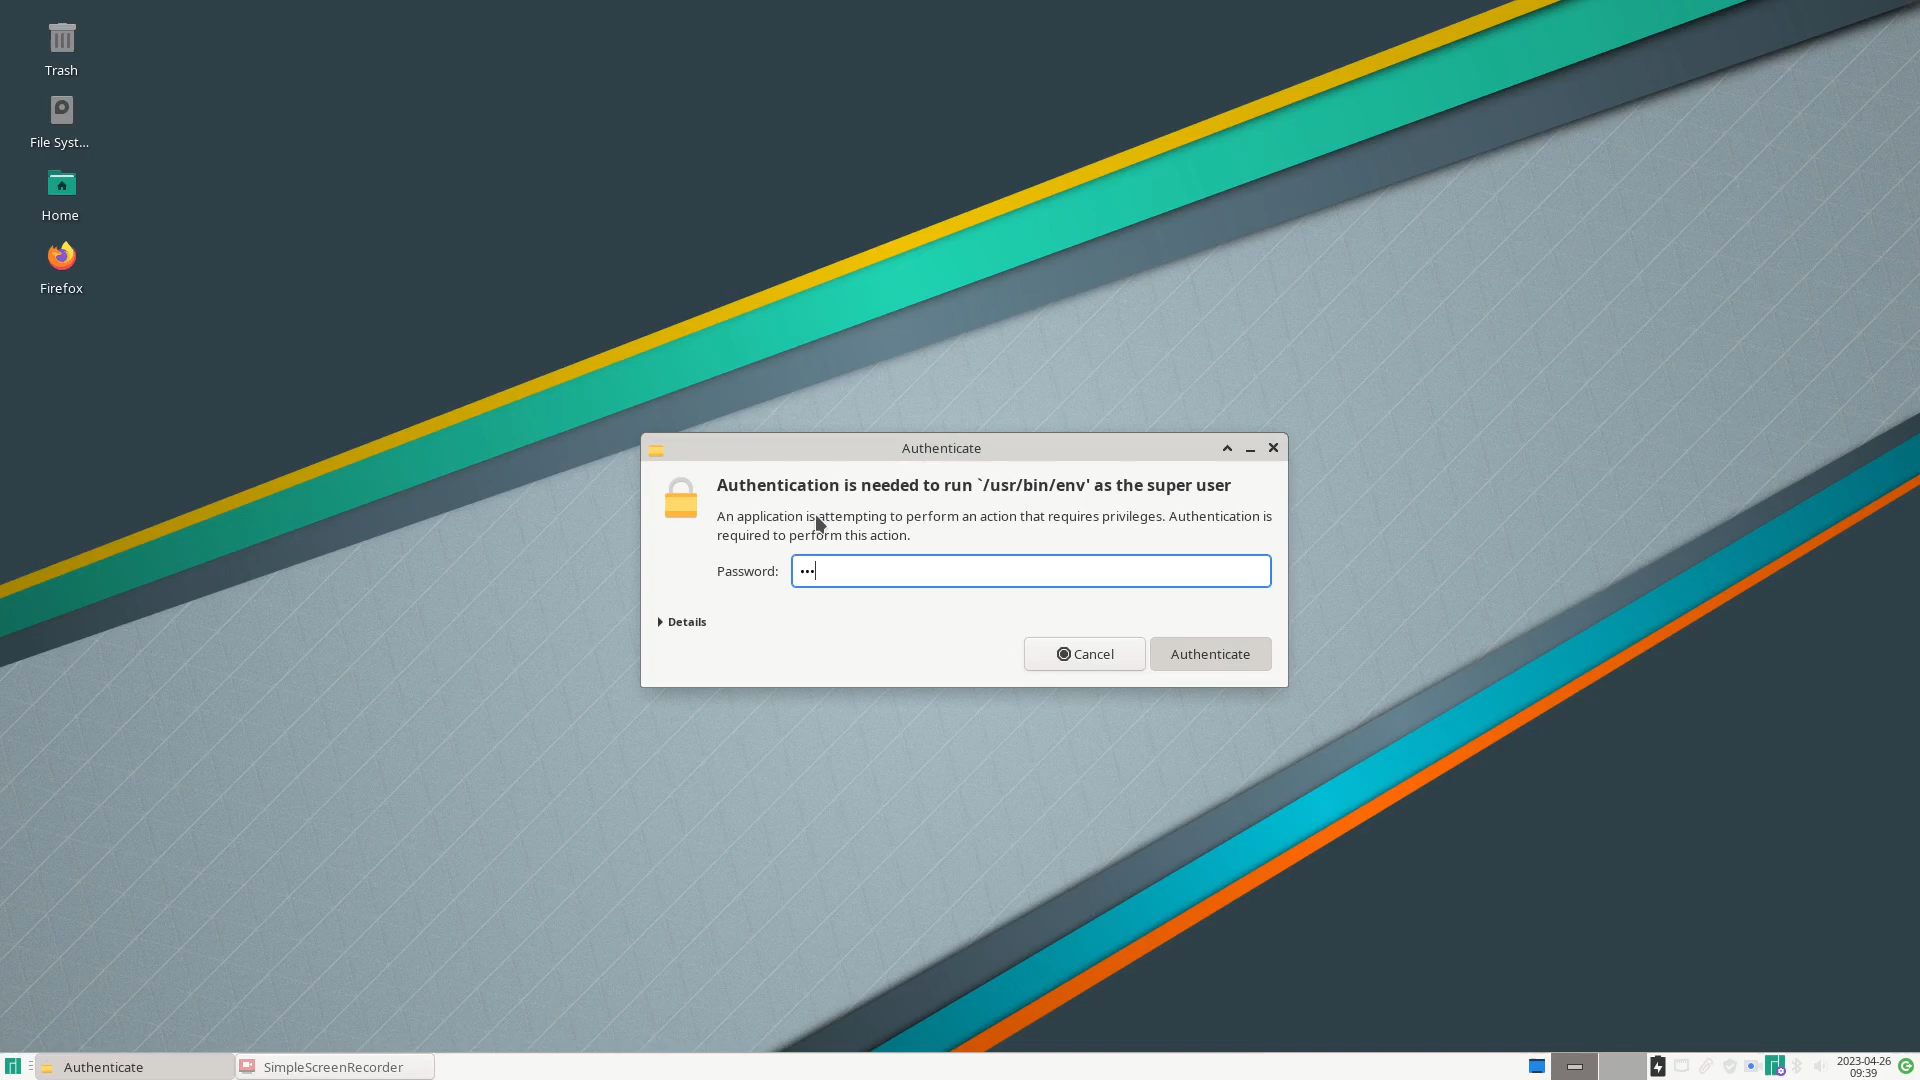 Trash
File Syst...
Home
Firefox
Authenticate
Authentication is needed to run `/usr/bin/env' as the super user
An application is attempting to perform an action that requires privileges. Authentication is
required to perform this action.
Password: •••
Details
Cancel
Authenticate
Authenticate
SimpleScreenRecorder
2023-04-26
09:39